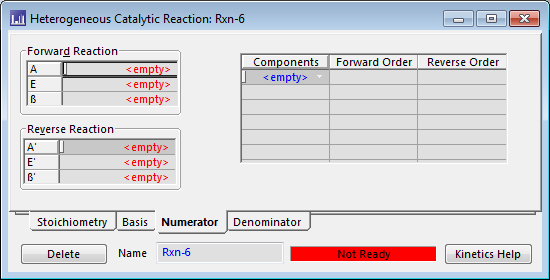 Heterogeneous Catalytic Reaction: Rxn-6
Forward Reaction
A <empty>
E <empty>
ß <empty>
Reverse Reaction
A' <empty>
E' <empty>
ß' <empty>
Components Forward Order Reverse Order
<empty>
Stoichiometry Basis Numerator Denominator
Delete Name Rxn-6 Not Ready Kinetics Help